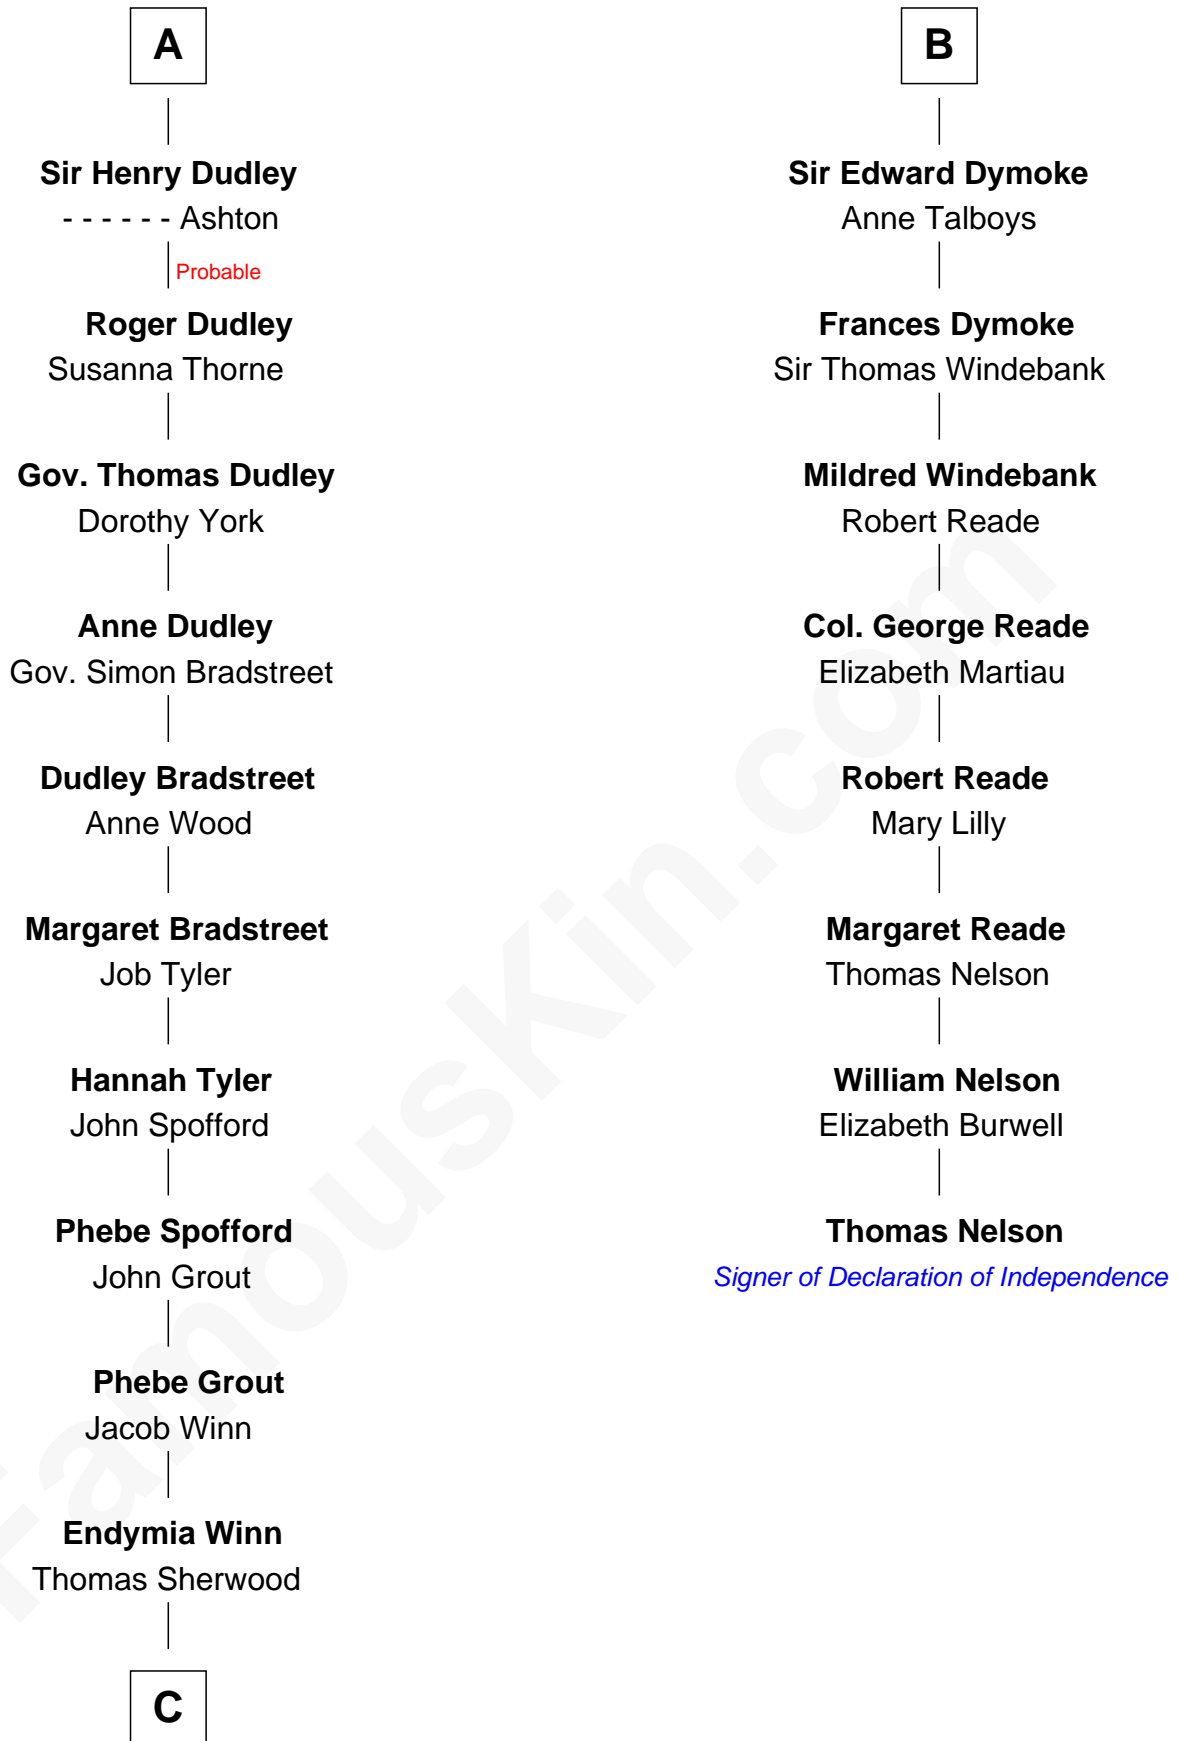 A
Sir Henry Dudley
- - - - - - Ashton
Probable
Roger Dudley
Susanna Thorne
Gov. Thomas Dudley
Dorothy York
Anne Dudley
Gov. Simon Bradstreet
Dudley Bradstreet
Anne Wood
Margaret Bradstreet
Job Tyler
Hannah Tyler
John Spofford
Phebe Spofford
John Grout
Phebe Grout
Jacob Winn
Endymia Winn
Thomas Sherwood
C
B
Sir Edward Dymoke
Anne Talboys
Frances Dymoke
Sir Thomas Windebank
Mildred Windebank
Robert Reade
Col. George Reade
Elizabeth Martiau
Robert Reade
Mary Lilly
Margaret Reade
Thomas Nelson
William Nelson
Elizabeth Burwell
Thomas Nelson
Signer of Declaration of Independence
FamousKin.com